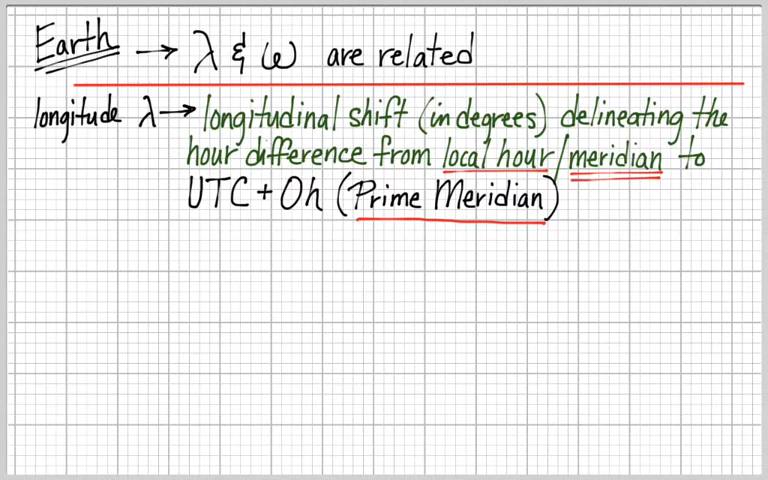 Earth → λ & ω are related
longitude λ → longitudinal shift (in degrees) delineating the
hour difference from local hour/meridian to
UTC + 0h (Prime Meridian)